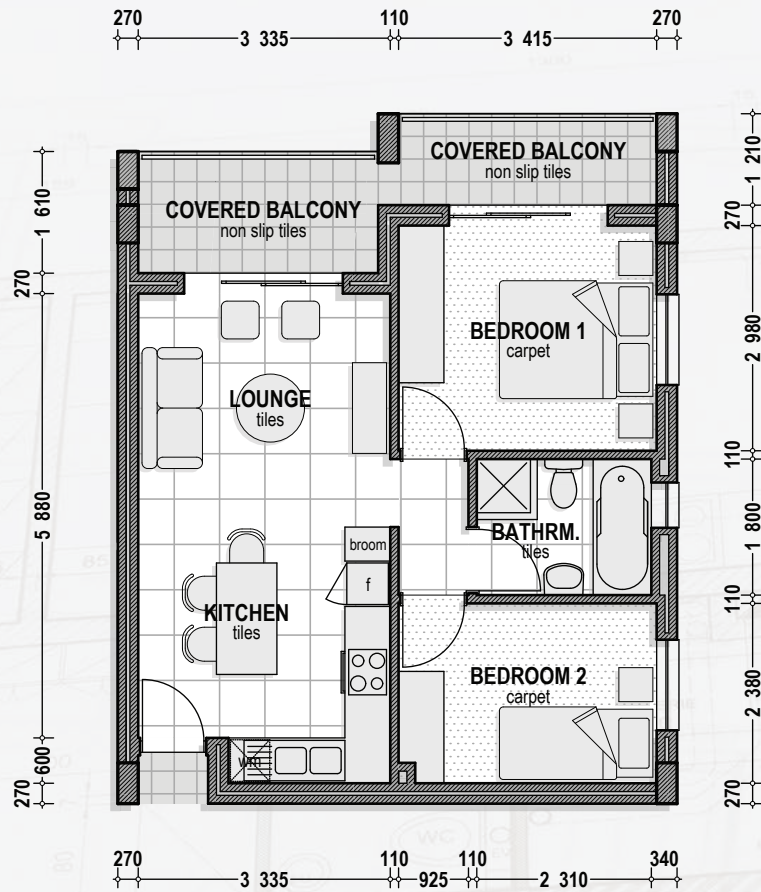 270
3 335
110
3 415
270
COVERED BALCONY
non slip tiles
COVERED BALCONY
non slip tiles
1 210
270
2 980
110
1 800
110
2 380
270
1 610
270
5 880
600
270
BEDROOM 1
carpet
LOUNGE
tiles
BATHRM.
tiles
broom
f
KITCHEN
tiles
BEDROOM 2
carpet
wm
270
3 335
110
925
110
2 310
340
WG